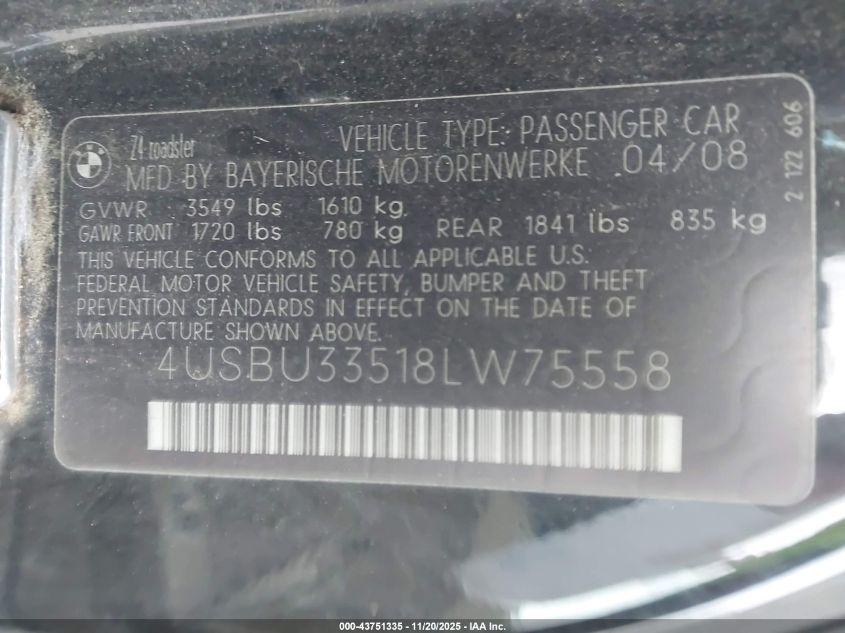 Z4 roadster VEHICLE TYPE: PASSENGER CAR
MFD BY BAYERISCHE MOTORENWERKE 04/08
GVWR 3549 lbs 1610 kg
GAWR FRONT 1720 lbs 780 kg REAR 1841 lbs 835 kg
THIS VEHICLE CONFORMS TO ALL APPLICABLE U.S.
FEDERAL MOTOR VEHICLE SAFETY, BUMPER AND THEFT
PREVENTION STANDARDS IN EFFECT ON THE DATE OF
MANUFACTURE SHOWN ABOVE.
4USBU33518LW75558
2 122 606
000-43751335 - 11/20/2025 - IAA Inc.